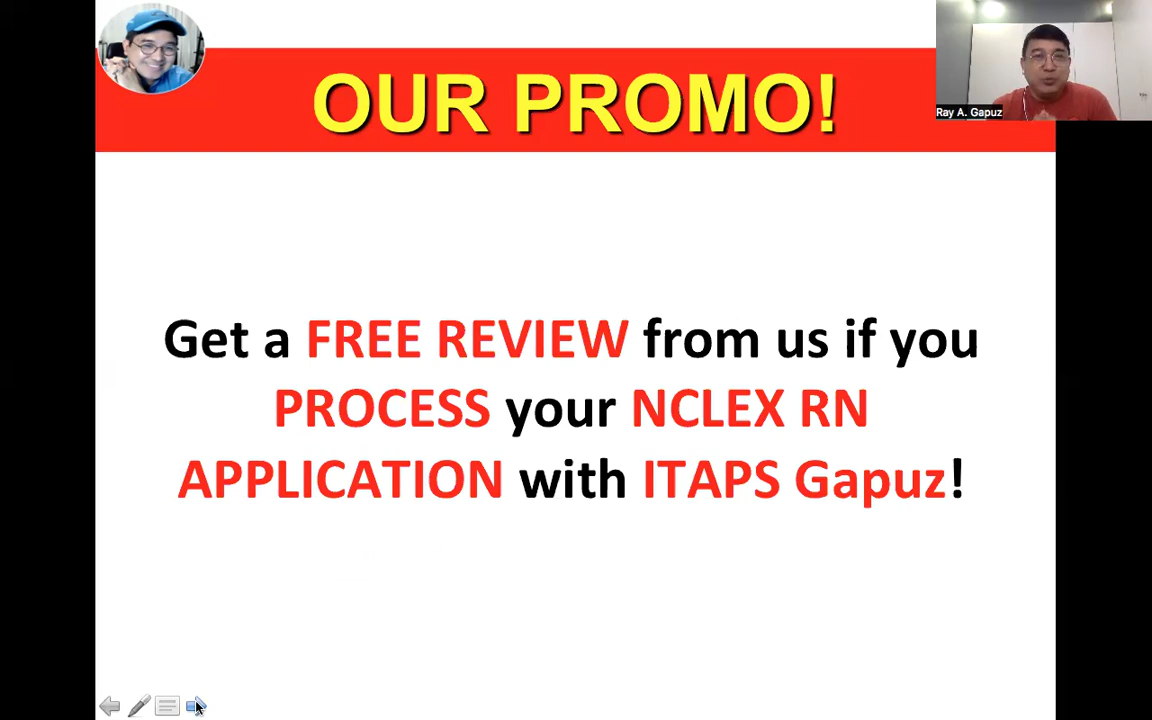 OUR PROMO!
Ray A. Gapuz
Get a FREE REVIEW from us if you
PROCESS your NCLEX RN
APPLICATION with ITAPS Gapuz!